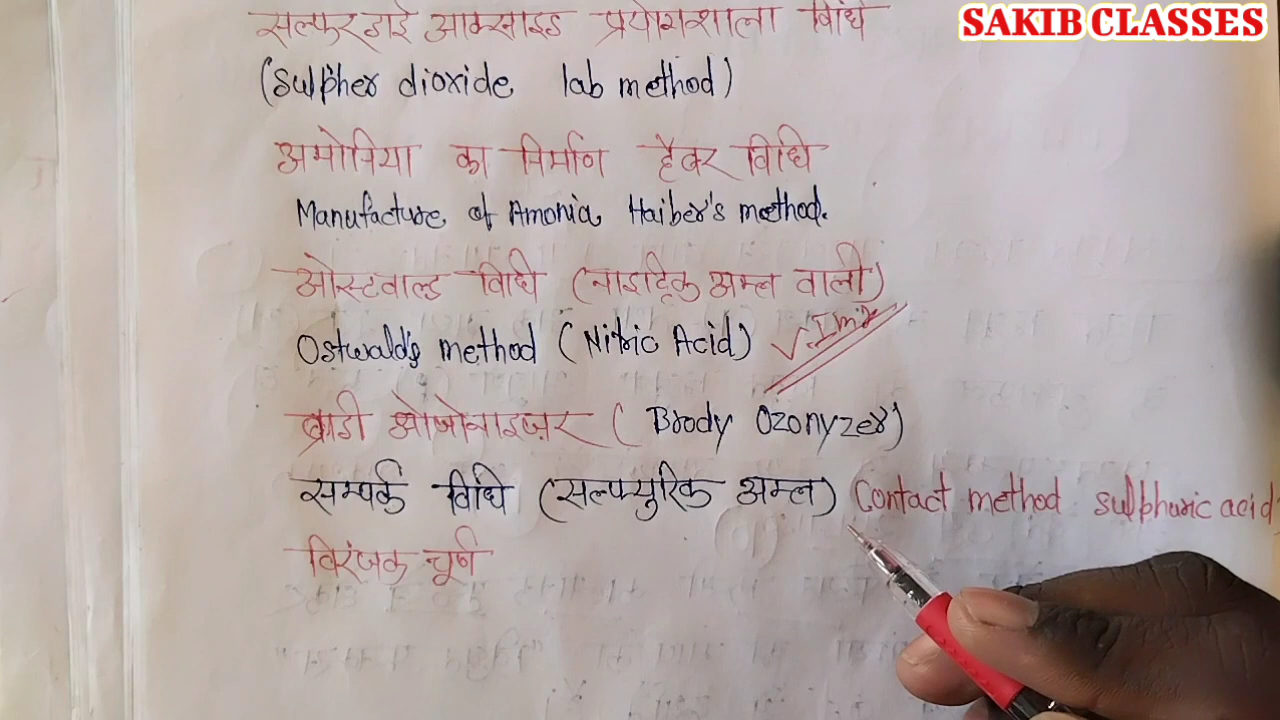 SAKIB CLASSES
सल्फर डाई आक्साइड प्रयोगशाला विधि
(Sulpher dioxide lab method)
अमोनिया का निर्माण हैबर विधि
Manufacture of Amonia Haiber's method.
ओस्टवाल्ड विधि (नाइट्रिक अम्ल वाली)
Ostwald's method (Nitric Acid) ✓
ब्राडी ओजोनाइज़र (Brody Ozonyzer)
सम्पर्क विधि (सल्फ्युरिक अम्ल) Contact method sulphuric acid
विरंजक चूर्ण